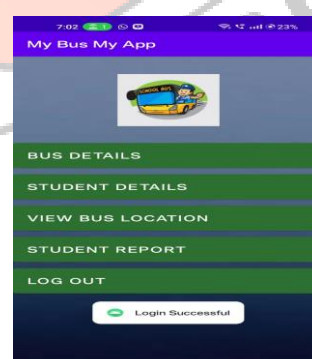 7:02 1 23%
My Bus My App
SCHOOL BUS
BUS DETAILS
STUDENT DETAILS
VIEW BUS LOCATION
STUDENT REPORT
LOG OUT
Login Successful